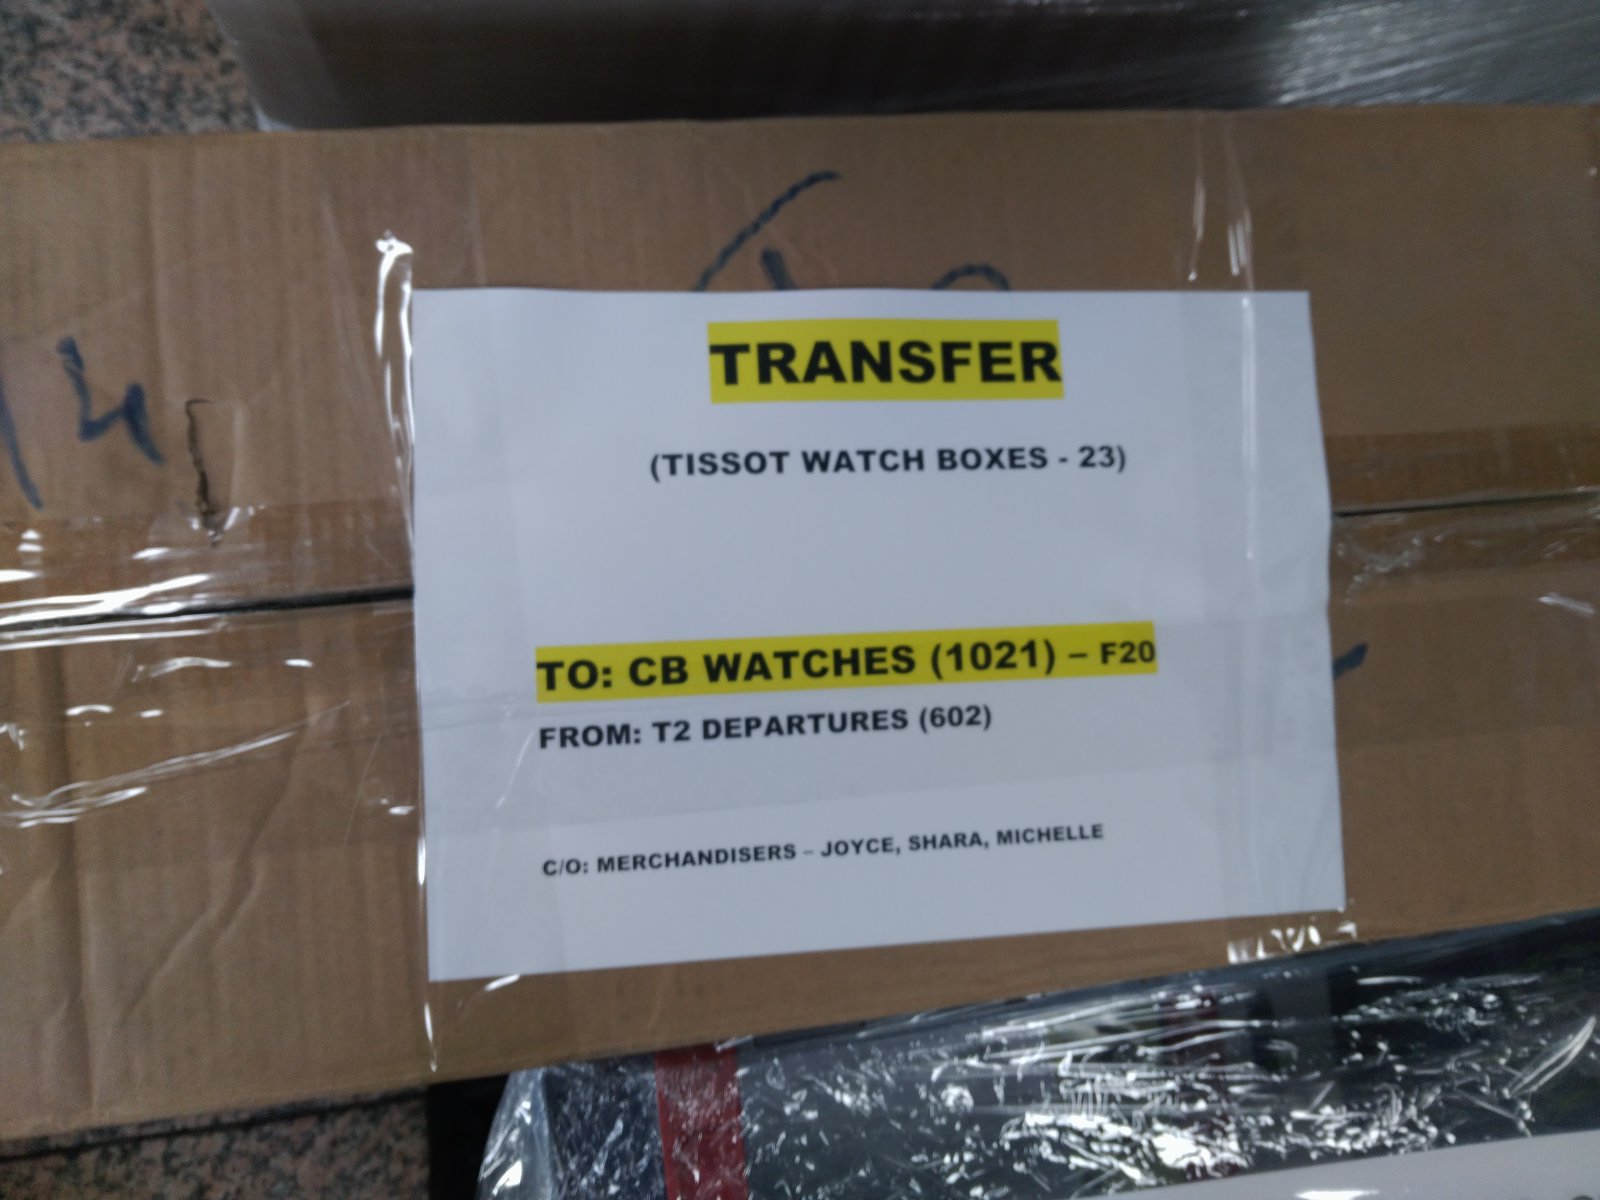 TRANSFER
(TISSOT WATCH BOXES - 23)
TO: CB WATCHES (1021) – F20
FROM: T2 DEPARTURES (602)
C/O: MERCHANDISERS – JOYCE, SHARA, MICHELLE